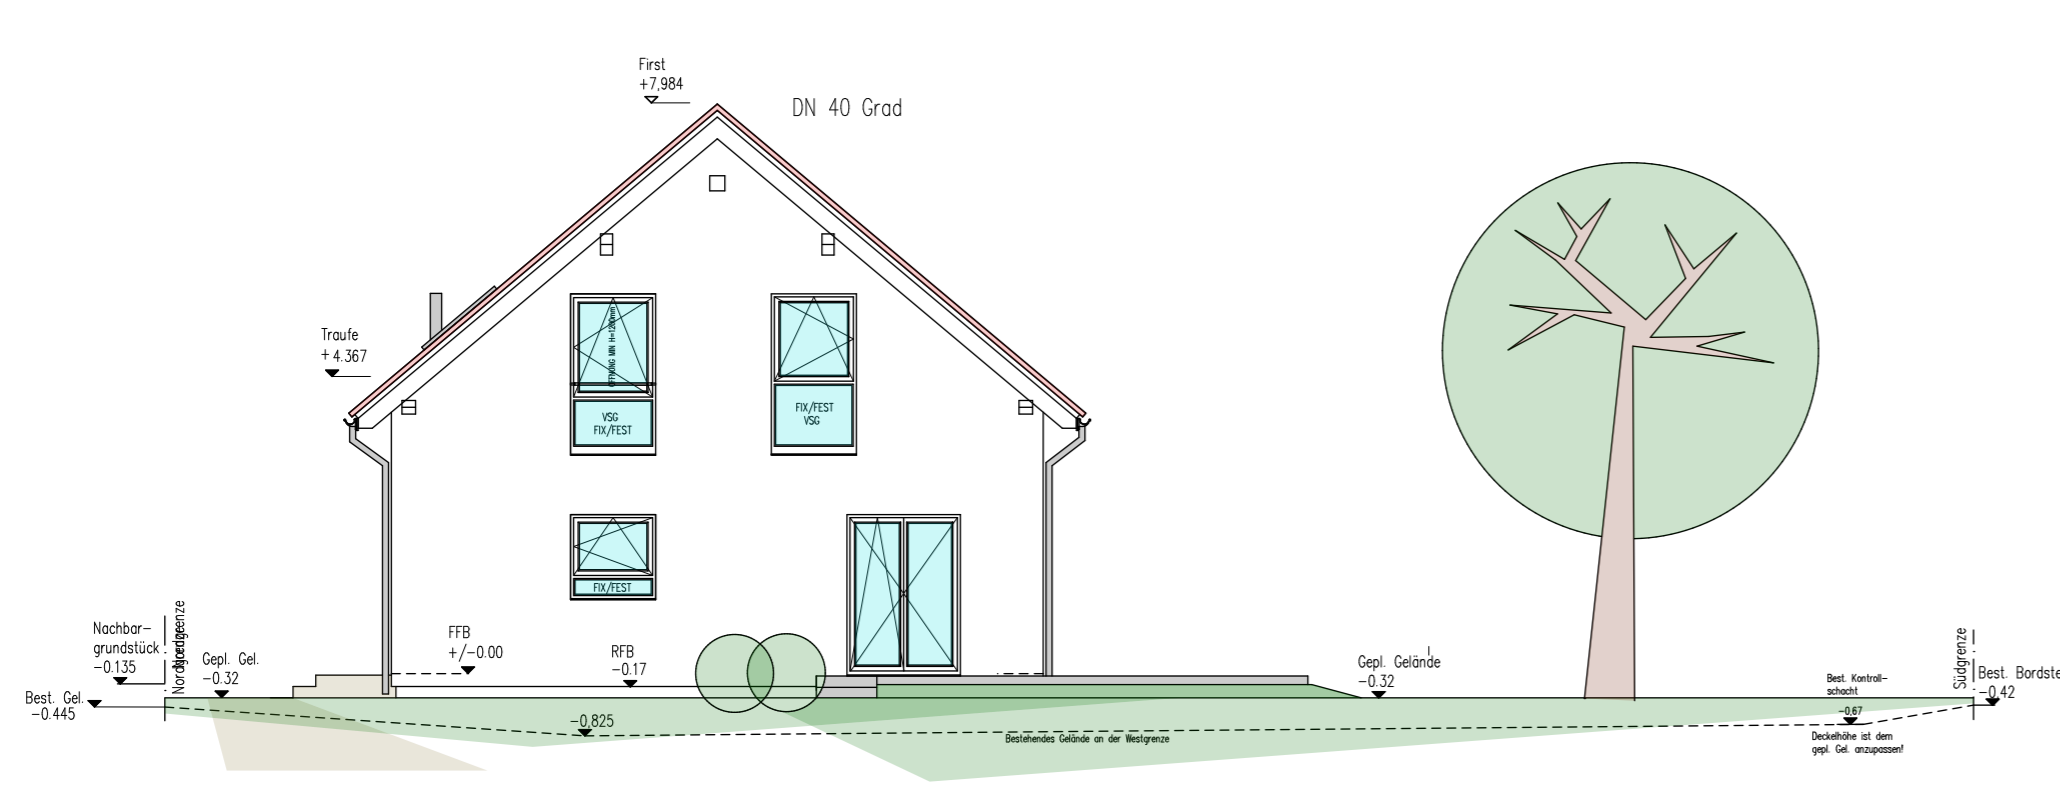 First
+7,984
DN 40 Grad
Traufe
+4.367
ÖFFNUNG MIN H=1200mm
VSG
FIX/FEST
FIX/FEST
VSG
FIX/FEST
Nachbar-
grundstück
-0.135
Best. Gel.
-0.445
Gepl. Gel.
-0.32
FFB
+/-0.00
RFB
-0.17
-0,825
Bestehendes Gelände an der Westgrenze
Gepl. Gelände
-0.32
Best. Kontroll-
schacht
-0,67
Deckelhöhe ist dem
gepl. Gel. anzupassen!
Südgrenze
Best. Bordste
-0.42